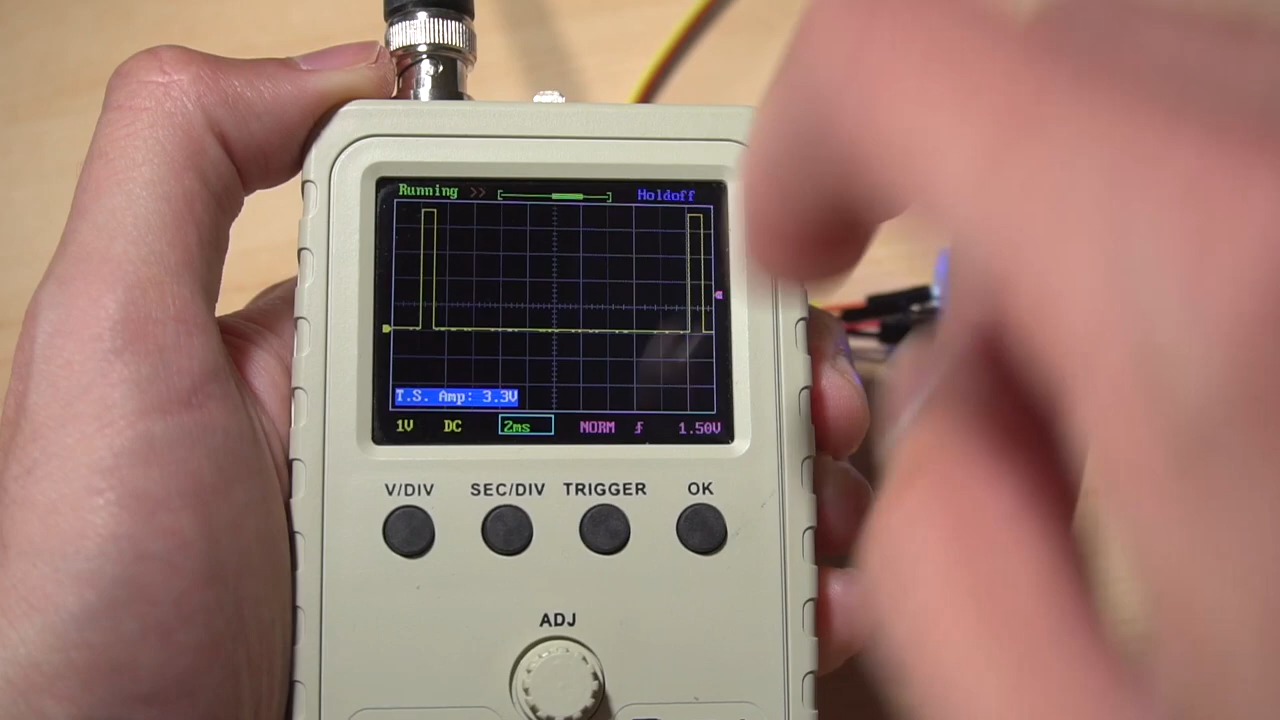 Running >> Holdoff
T.S. Amp: 3.3V
1V DC 2ms NORM ƒ 1.50V
V/DIV SEC/DIV TRIGGER OK
ADJ